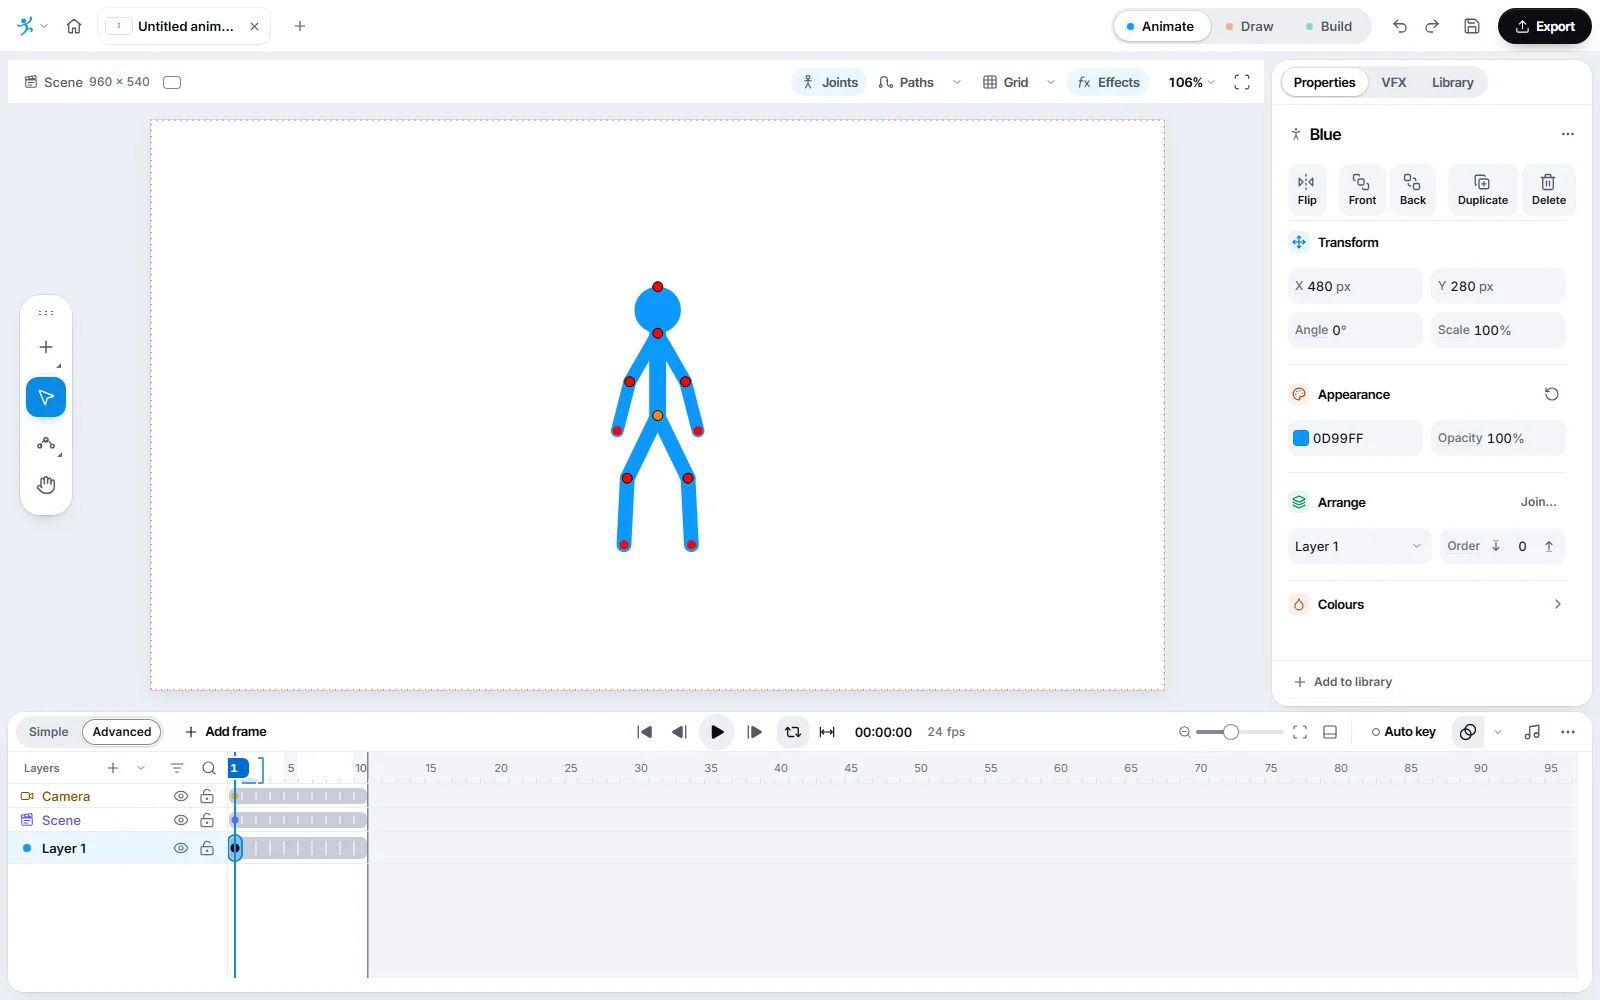 Untitled anim...
Animate
Draw
Build
Export
Scene 960 × 540
Joints
Paths
Grid
fx Effects
106%
Properties
VFX
Library
Blue
Flip
Front
Back
Duplicate
Delete
Transform
X 480 px
Y 280 px
Angle 0°
Scale 100%
Appearance
0D99FF
Opacity 100%
Arrange
Join...
Layer 1
Order 0
Colours
Add to library
Simple
Advanced
Add frame
00:00:00
24 fps
Auto key
Layers
1 5 10 15 20 25 30 35 40 45 50 55 60 65 70 75 80 85 90 95
Camera
Scene
Layer 1